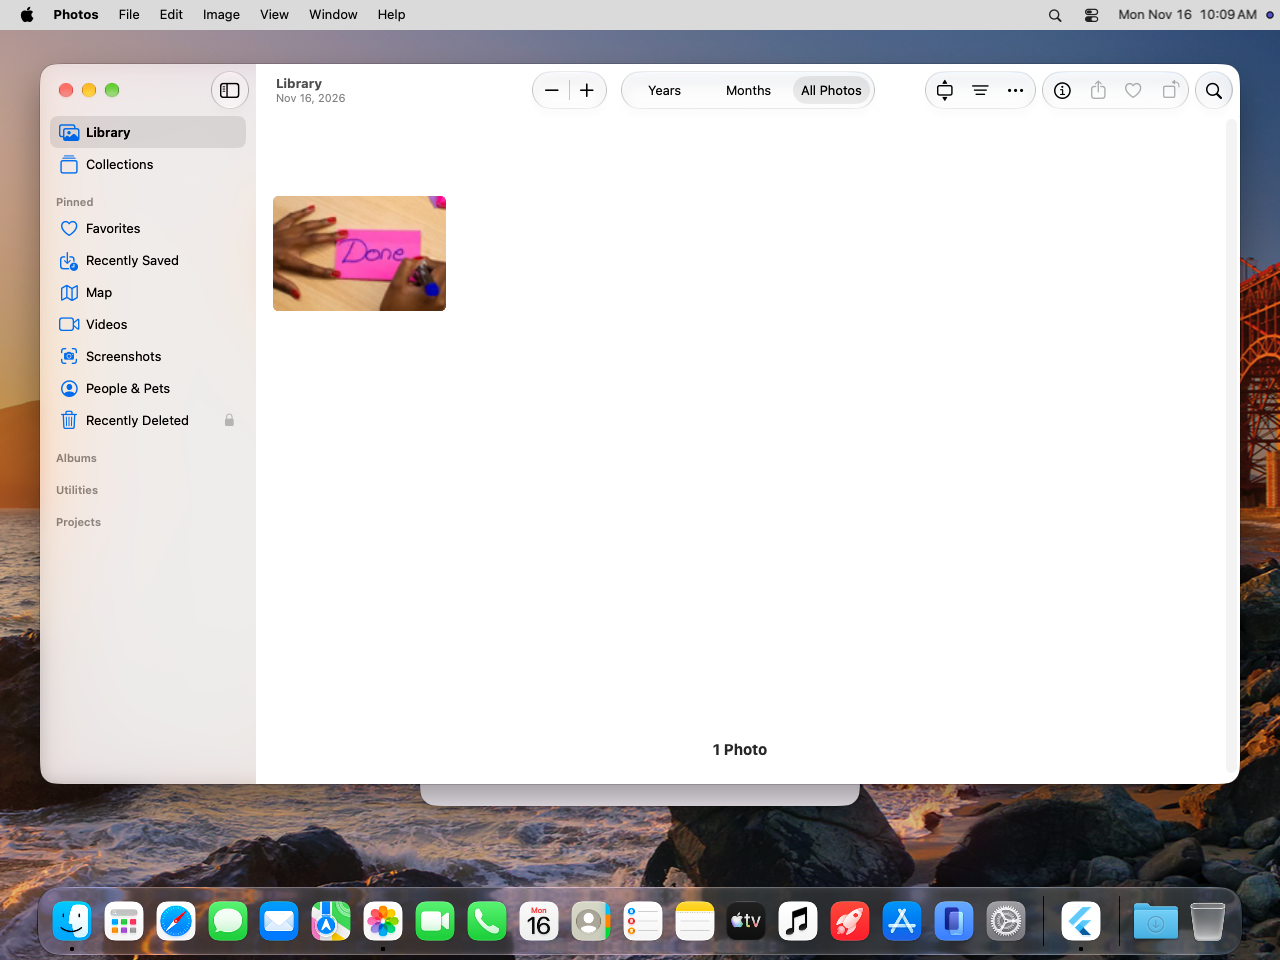 Photos File Edit Image View Window Help
Mon Nov 16 10:09 AM
Library
Nov 16, 2026
Years Months All Photos
Library
Collections
Pinned
Favorites
Recently Saved
Map
Videos
Screenshots
People & Pets
Recently Deleted
Albums
Utilities
Projects
Done
1 Photo
Mon
16
tv